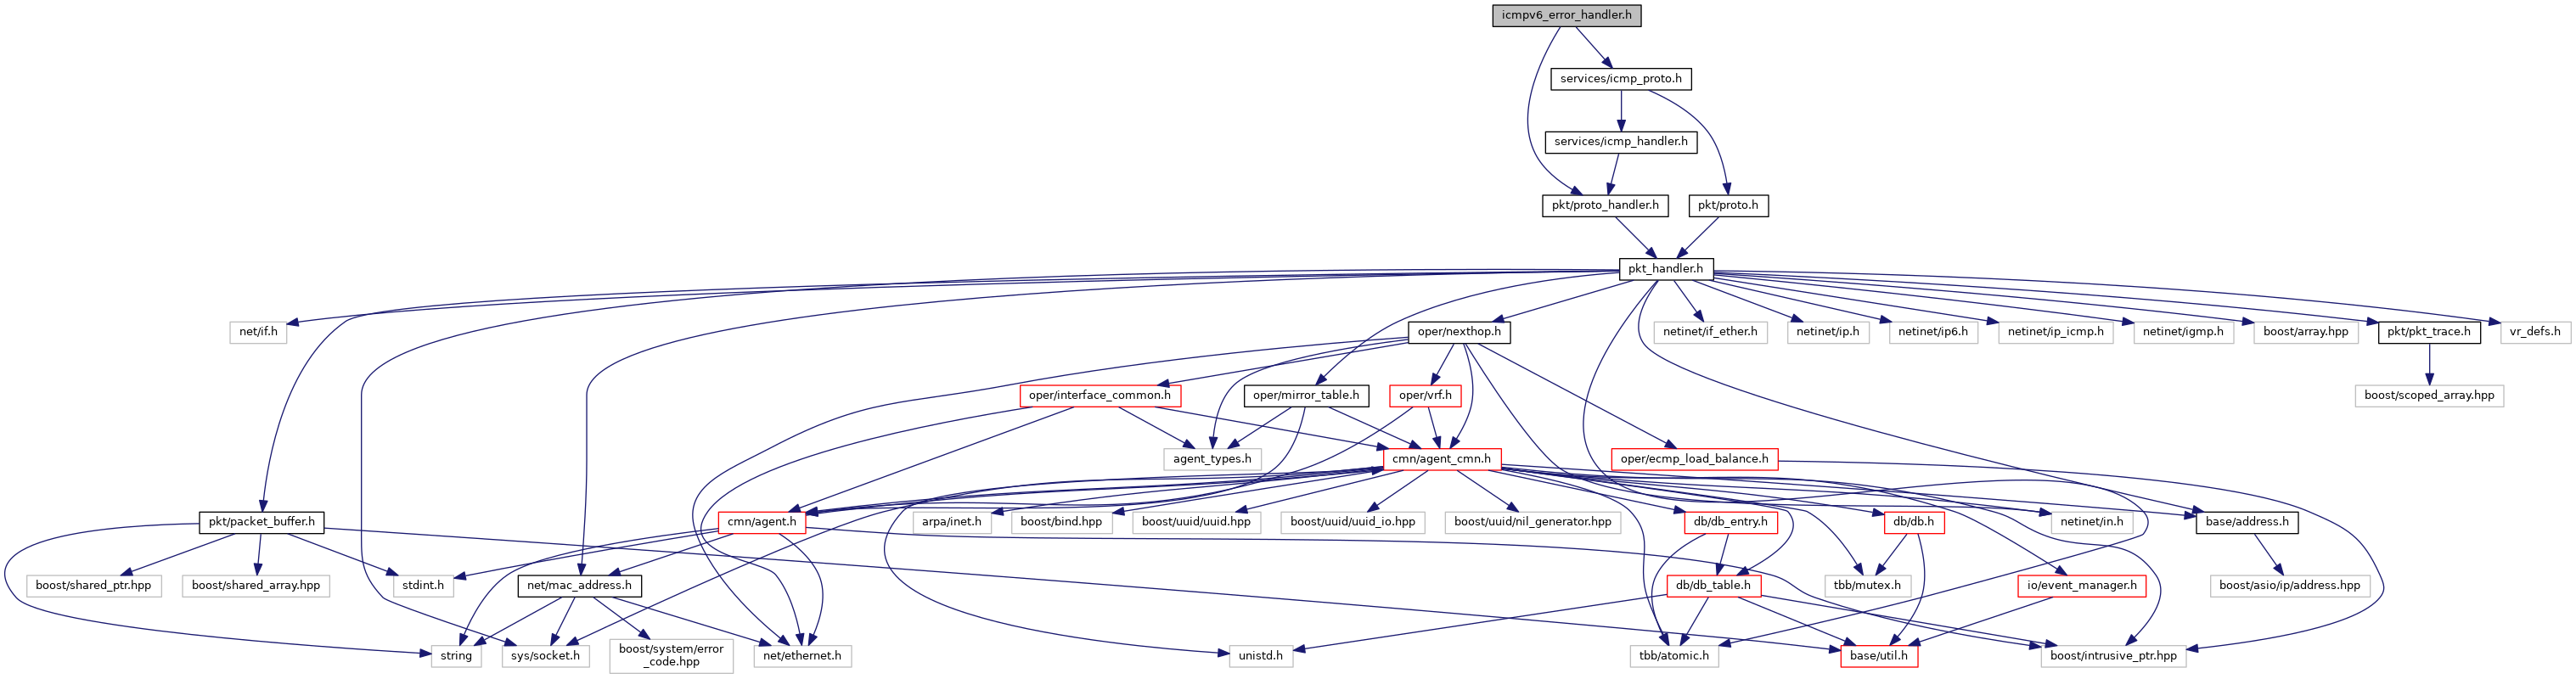 icmpv6_error_handler.h
services/icmp_proto.h
services/icmp_handler.h
pkt/proto_handler.h
pkt/proto.h
pkt_handler.h
net/if.h
oper/nexthop.h
netinet/if_ether.h
netinet/ip.h
netinet/ip6.h
netinet/ip_icmp.h
netinet/igmp.h
boost/array.hpp
pkt/pkt_trace.h
vr_defs.h
oper/interface_common.h
oper/mirror_table.h
oper/vrf.h
boost/scoped_array.hpp
agent_types.h
cmn/agent_cmn.h
oper/ecmp_load_balance.h
pkt/packet_buffer.h
cmn/agent.h
arpa/inet.h
boost/bind.hpp
boost/uuid/uuid.hpp
boost/uuid/uuid_io.hpp
boost/uuid/nil_generator.hpp
db/db_entry.h
db/db.h
netinet/in.h
base/address.h
boost/shared_ptr.hpp
boost/shared_array.hpp
stdint.h
net/mac_address.h
db/db_table.h
tbb/mutex.h
io/event_manager.h
boost/asio/ip/address.hpp
string
sys/socket.h
boost/system/error
_code.hpp
net/ethernet.h
unistd.h
tbb/atomic.h
base/util.h
boost/intrusive_ptr.hpp